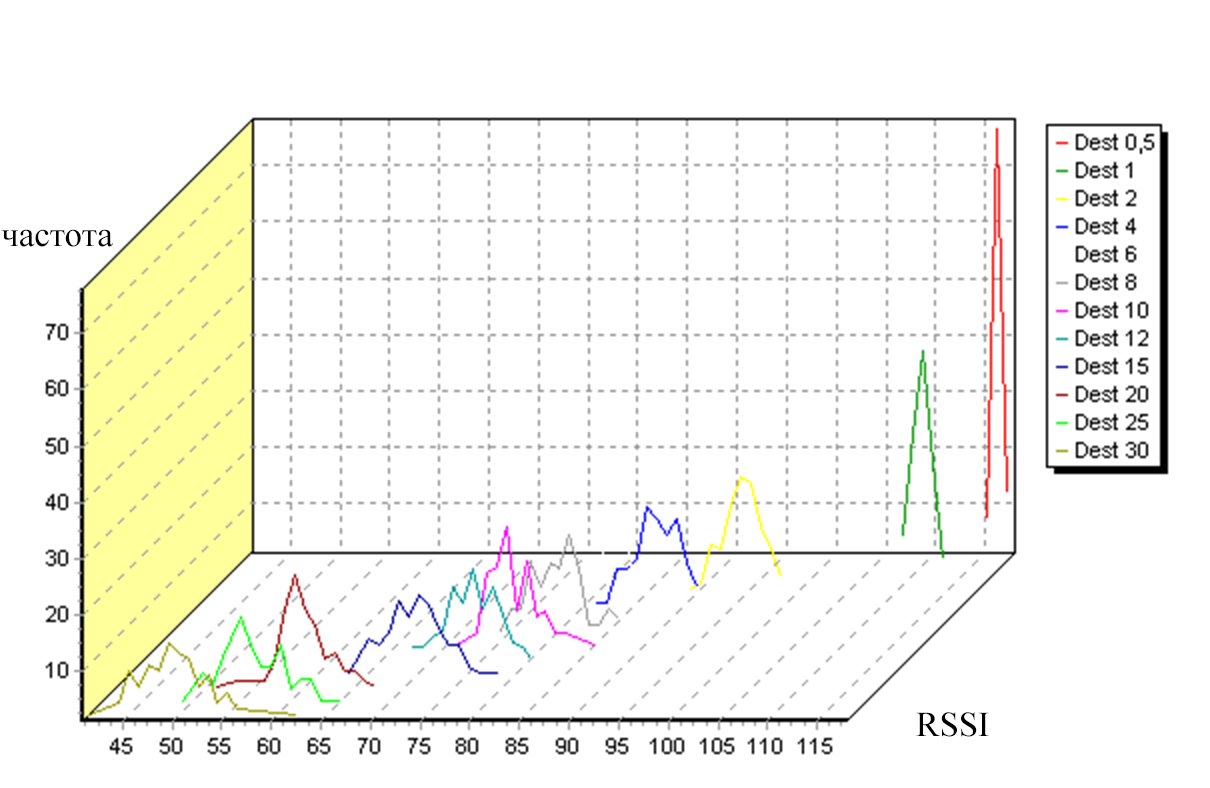 частота
70
60
50
40
30
20
10
45 50 55 60 65 70 75 80 85 90 95 100 105 110 115
RSSI
Dest 0,5
Dest 1
Dest 2
Dest 4
Dest 6
Dest 8
Dest 10
Dest 12
Dest 15
Dest 20
Dest 25
Dest 30